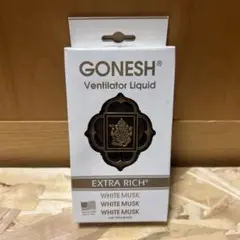 GONESH®
Ventilator Liquid
EXTRA RICH®
WHITE MUSK
WHITE MUSK
WHITE MUSK